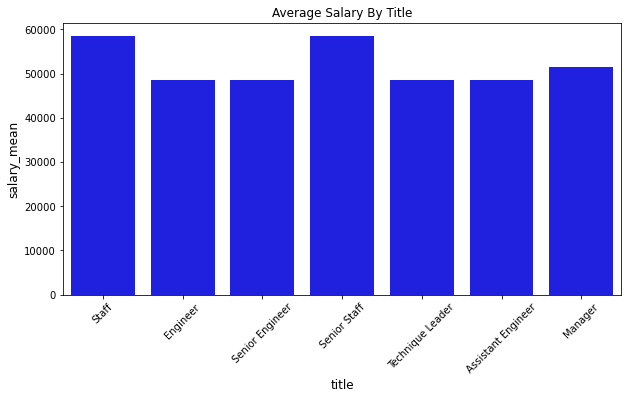 Average Salary By Title
60000
50000
40000
30000
20000
10000
0
salary_mean
Staff
Engineer
Senior Engineer
Senior Staff
Technique Leader
Assistant Engineer
Manager
title